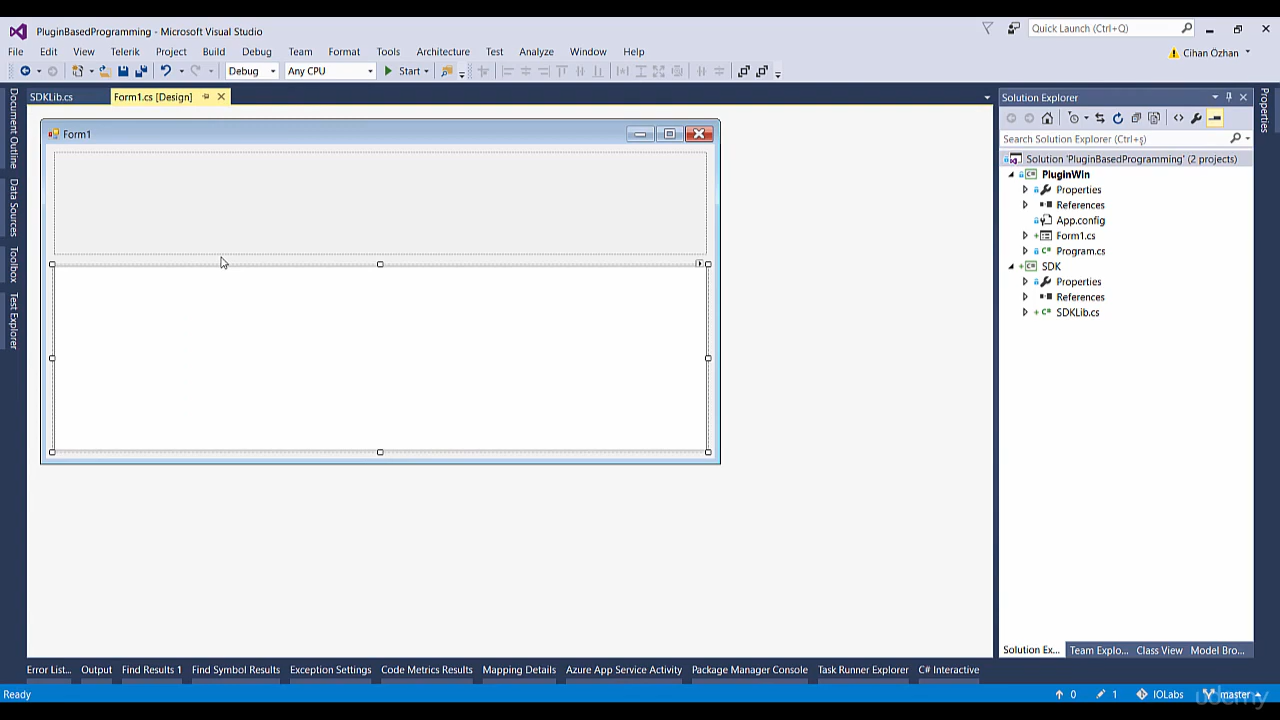 PluginBasedProgramming - Microsoft Visual Studio
Quick Launch (Ctrl+Q)
File Edit View Telerik Project Build Debug Team Format Tools Architecture Test Analyze Window Help
Cihan Özhan
Debug Any CPU Start
SDKLib.cs Form1.cs [Design]
Solution Explorer
Document Outline
Data Sources
Toolbox
Test Explorer
Properties
Form1
Search Solution Explorer (Ctrl+ş)
Solution 'PluginBasedProgramming' (2 projects)
PluginWin
Properties
References
App.config
Form1.cs
Program.cs
SDK
Properties
References
SDKLib.cs
Solution Ex... Team Explo... Class View Model Bro...
Error List... Output Find Results 1 Find Symbol Results Exception Settings Code Metrics Results Mapping Details Azure App Service Activity Package Manager Console Task Runner Explorer C# Interactive
Ready 0 1 IOLabs master
udemy